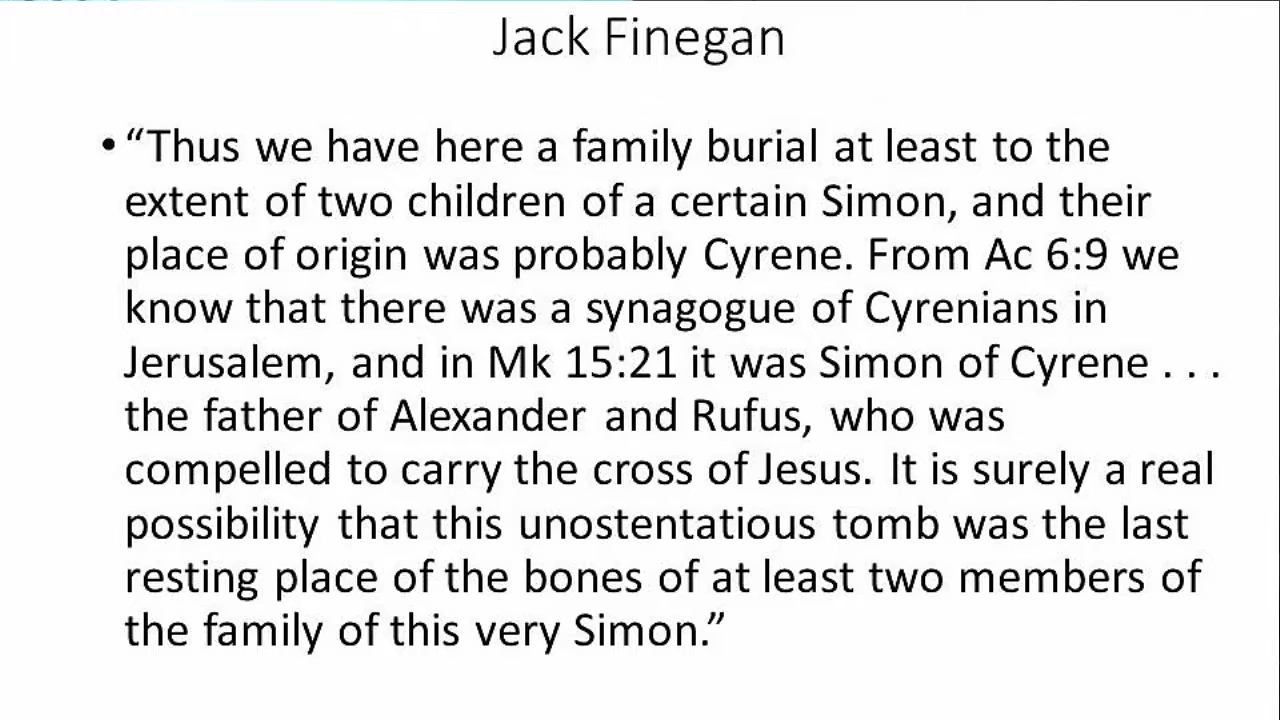 Jack Finegan
• “Thus we have here a family burial at least to the
extent of two children of a certain Simon, and their
place of origin was probably Cyrene. From Ac 6:9 we
know that there was a synagogue of Cyrenians in
Jerusalem, and in Mk 15:21 it was Simon of Cyrene . . .
the father of Alexander and Rufus, who was
compelled to carry the cross of Jesus. It is surely a real
possibility that this unostentatious tomb was the last
resting place of the bones of at least two members of
the family of this very Simon.”